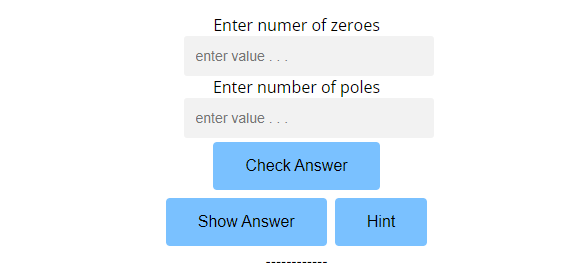 Enter numer of zeroes
enter value . . .
Enter number of poles
enter value . . .
Check Answer
Show Answer Hint
------------